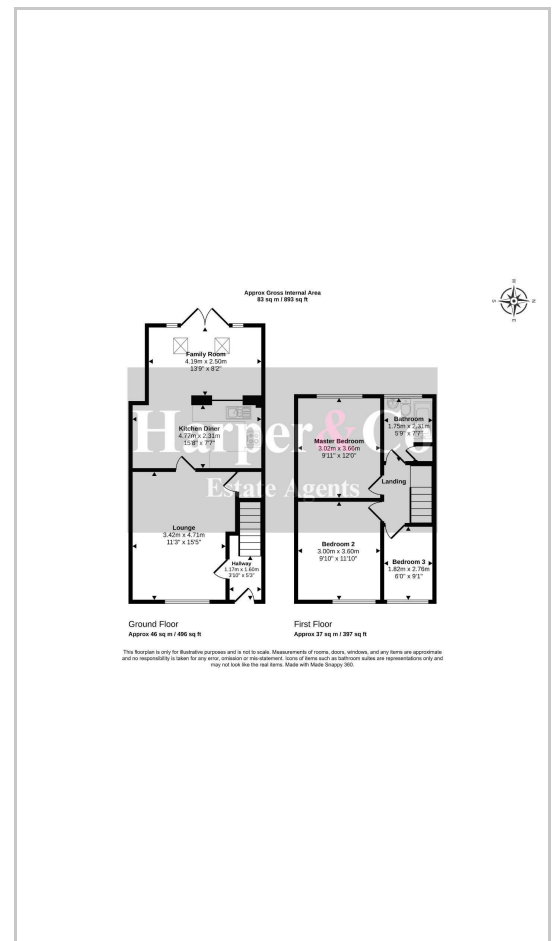 Approx Gross Internal Area
83 sq m / 893 sq ft
Family Room
4.19m x 2.50m
13'9" x 8'2"
Kitchen Diner
4.77m x 2.31m
15'8" x 7'7"
Lounge
3.42m x 4.71m
11'3" x 15'5"
Hallway
1.17m x 1.60m
3'10" x 5'3"
Master Bedroom
3.02m x 3.66m
9'11" x 12'0"
Bathroom
1.75m x 2.31m
5'9" x 7'7"
Landing
Bedroom 2
3.00m x 3.60m
9'10" x 11'10"
Bedroom 3
1.82m x 2.76m
6'0" x 9'1"
Harper & Co
Estate Agents
Ground Floor
Approx 46 sq m / 496 sq ft
First Floor
Approx 37 sq m / 397 sq ft
This floorplan is only for illustrative purposes and is not to scale. Measurements of rooms, doors, windows, and any items are approximate
and no responsibility is taken for any error, omission or mis-statement. Icons of items such as bathroom suites are representations only and
may not look like the real items. Made with Made Snappy 360.
N
E
S